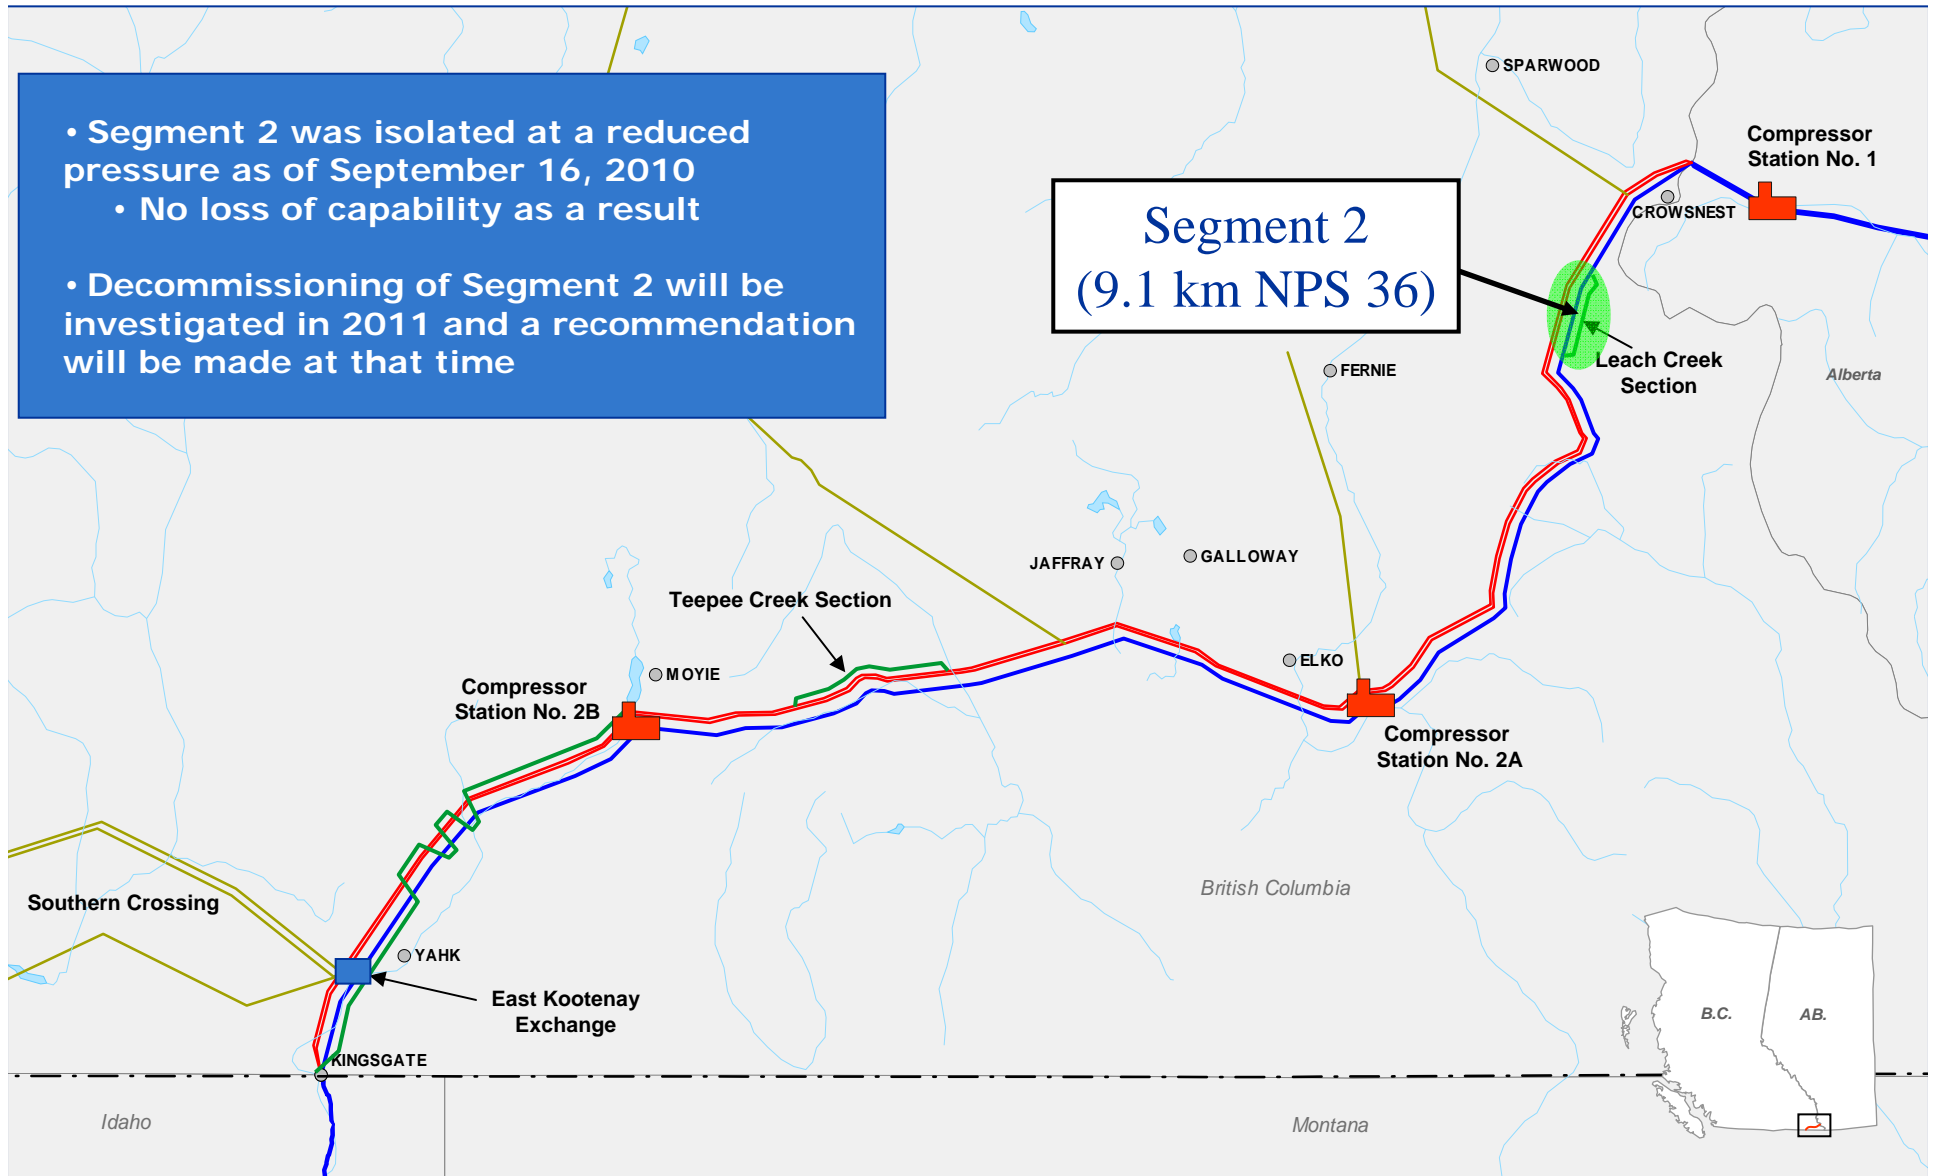 • Segment 2 was isolated at a reduced
pressure as of September 16, 2010
• No loss of capability as a result
• Decommissioning of Segment 2 will be
investigated in 2011 and a recommendation
will be made at that time
SPARWOOD
Compressor
Station No. 1
CROWSNEST
Segment 2
(9.1 km NPS 36)
Leach Creek
Section
Alberta
FERNIE
JAFFRAY
GALLOWAY
Teepee Creek Section
ELKO
MOYIE
Compressor
Station No. 2B
Compressor
Station No. 2A
British Columbia
Southern Crossing
YAHK
East Kootenay
Exchange
KINGSGATE
B.C.
AB.
Idaho
Montana